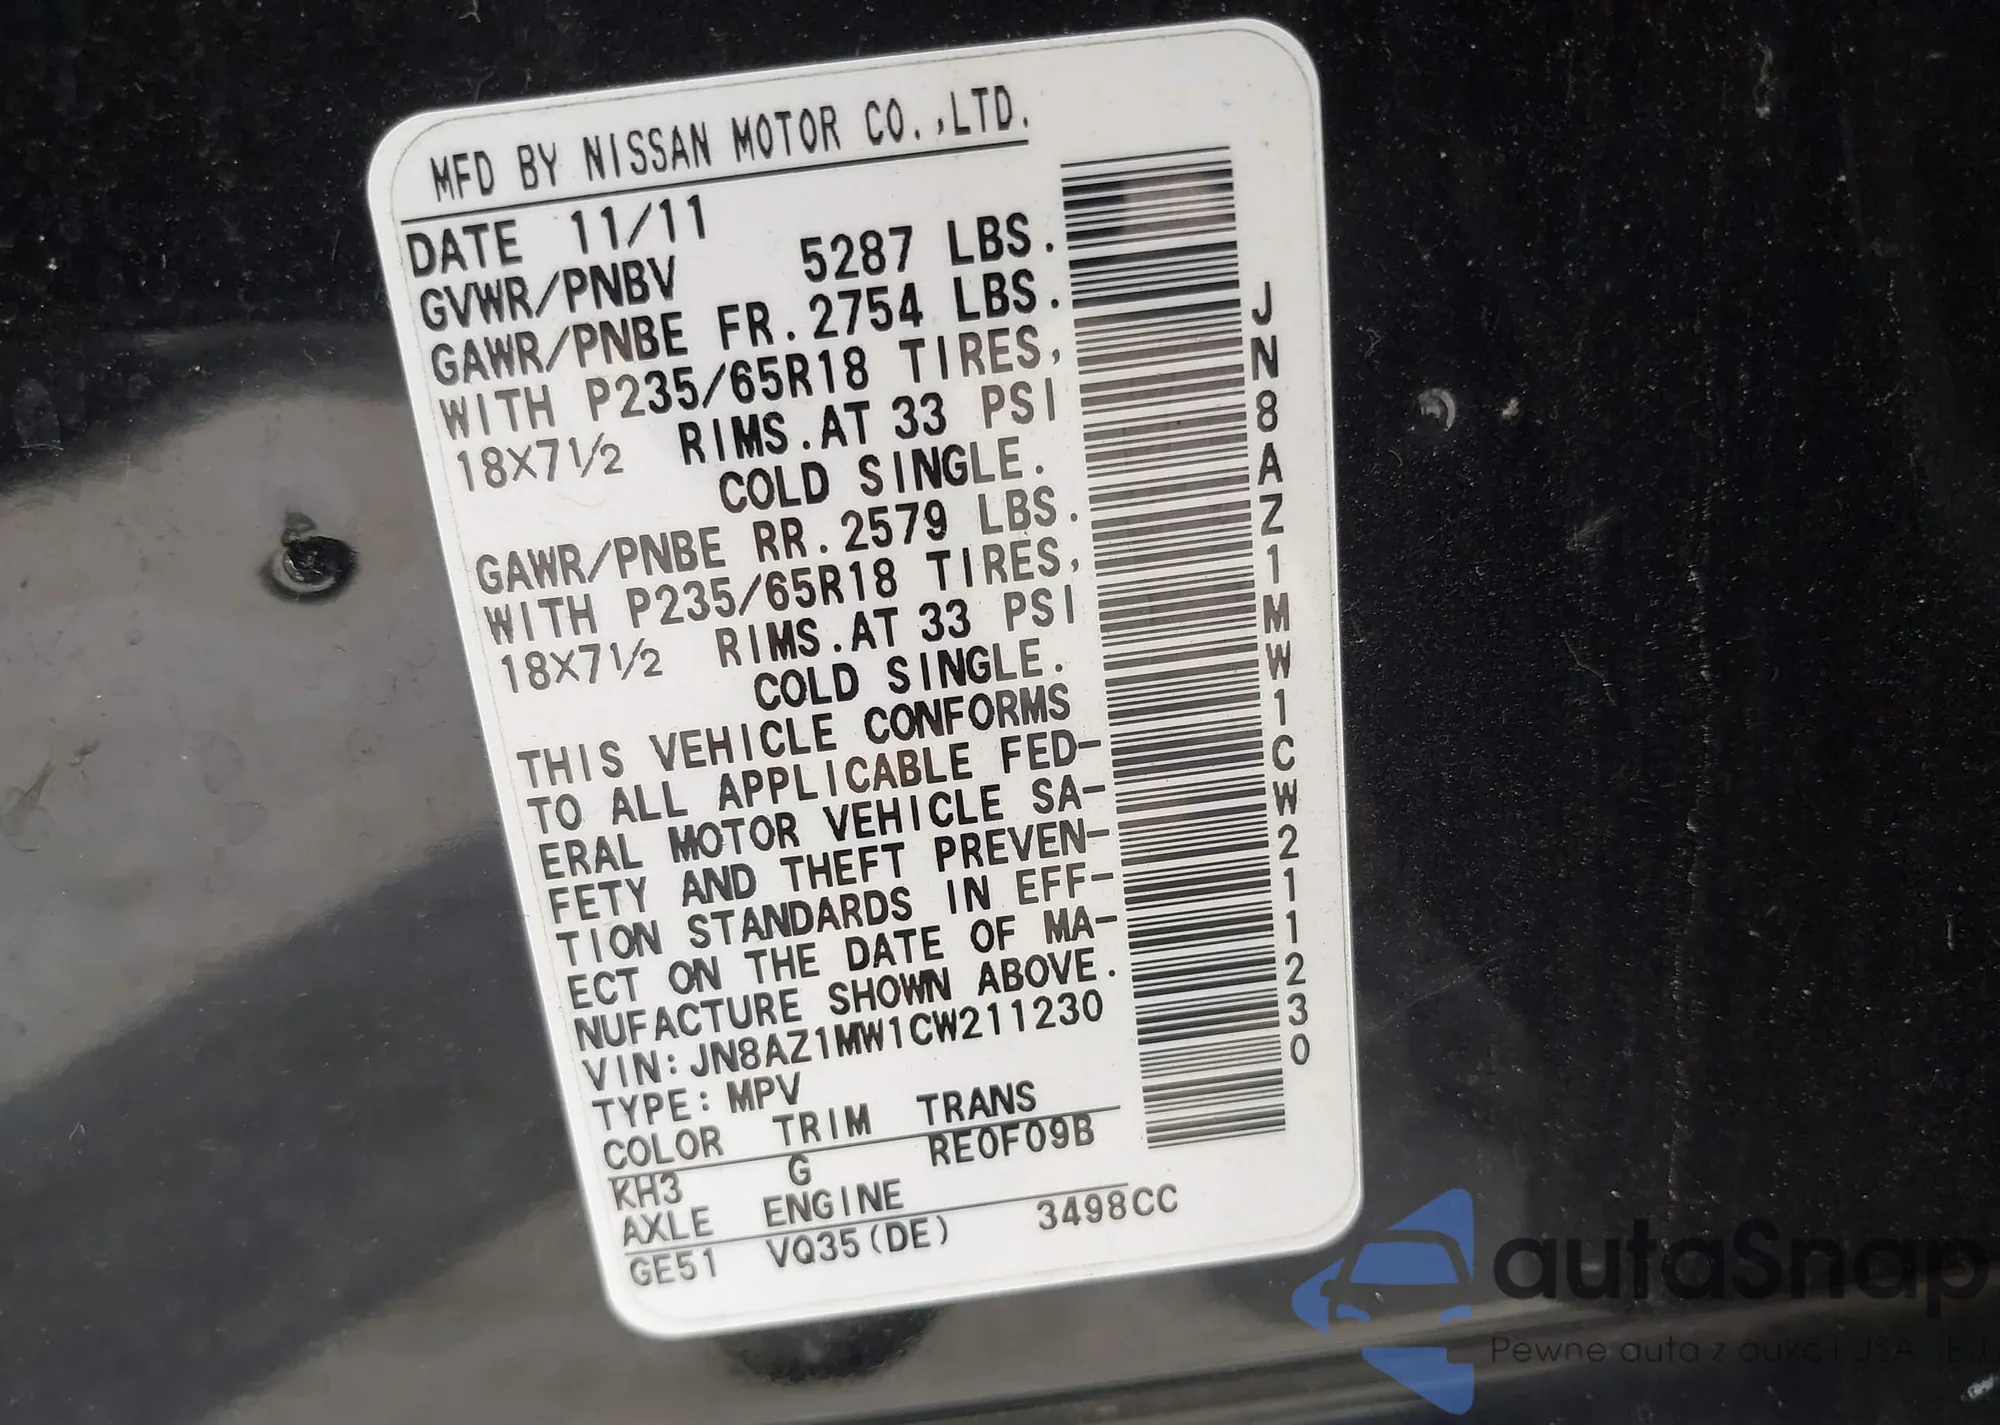 MFD BY NISSAN MOTOR CO.,LTD.
DATE 11/11
GVWR/PNBV 5287 LBS.
GAWR/PNBE FR.2754 LBS.
WITH P235/65R18 TIRES,
18X7½ RIMS.AT 33 PSI
COLD SINGLE.
GAWR/PNBE RR.2579 LBS.
WITH P235/65R18 TIRES,
18X7½ RIMS.AT 33 PSI
COLD SINGLE.
THIS VEHICLE CONFORMS
TO ALL APPLICABLE FED-
ERAL MOTOR VEHICLE SA-
FETY AND THEFT PREVEN-
TION STANDARDS IN EFF-
ECT ON THE DATE OF MA-
NUFACTURE SHOWN ABOVE.
VIN:JN8AZ1MW1CW211230
TYPE:MPV
COLOR TRIM TRANS
KH3 G RE0F09B
AXLE ENGINE
GE51 VQ35(DE) 3498CC
JN8AZ1MW1CW211230
autaSnap
Pewne auta z aukcji USA i EU